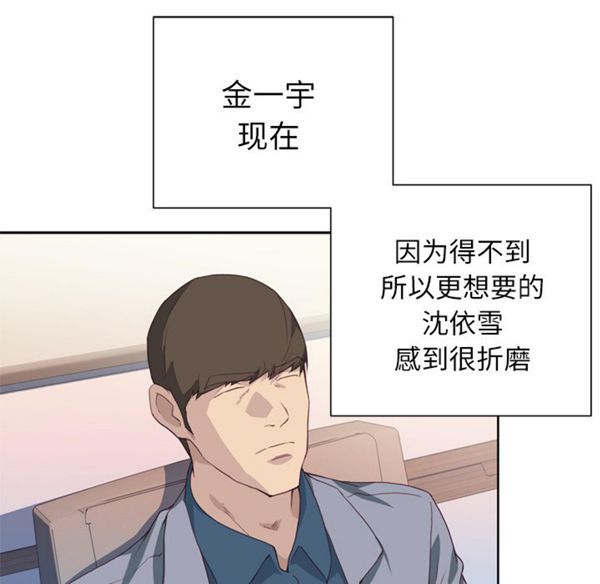 金一宇
现在
因为得不到
所以更想要的
沈依雪
感到很折磨